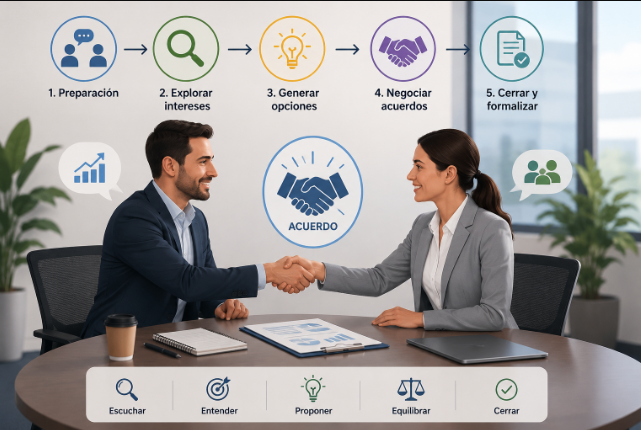 1. Preparación
2. Explorar
intereses
3. Generar
opciones
4. Negociar
acuerdos
5. Cerrar y
formalizar
ACUERDO
Escuchar
Entender
Proponer
Equilibrar
Cerrar